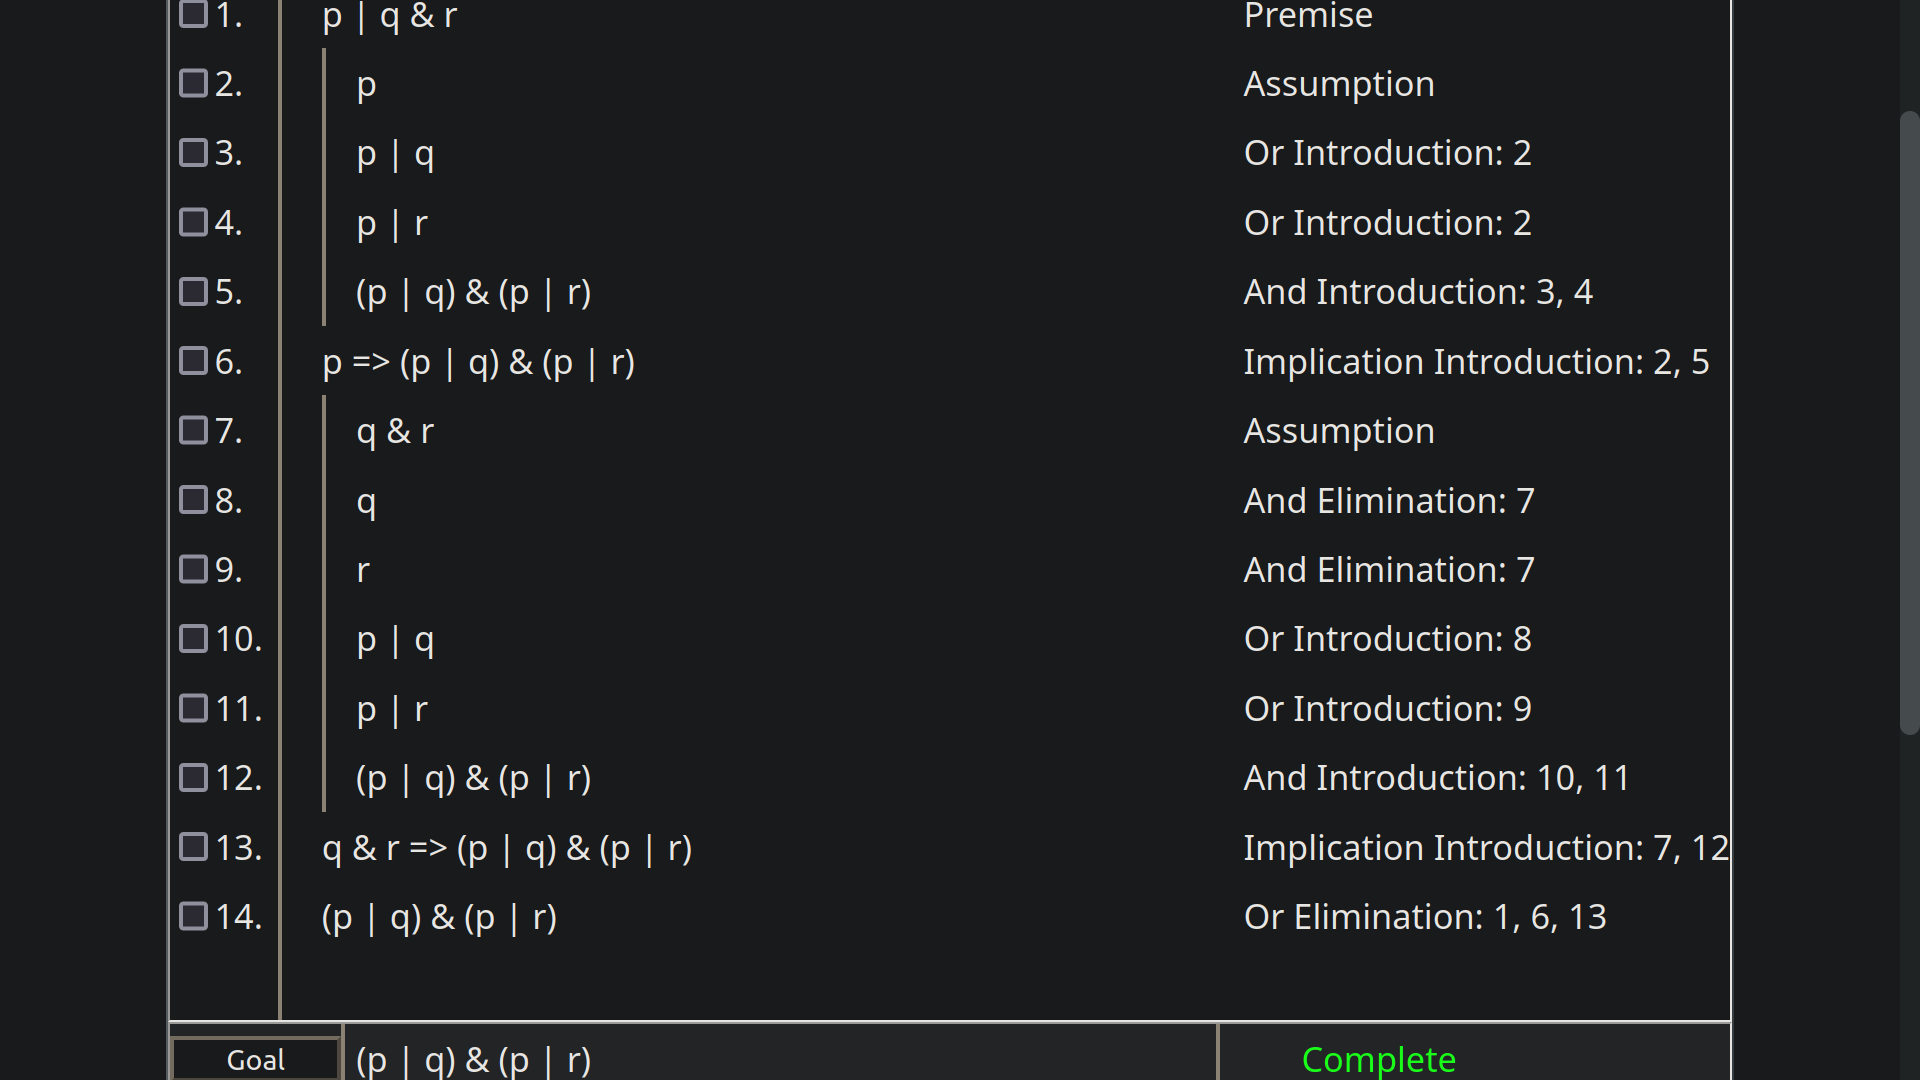 1. p | q & r Premise
2. p Assumption
3. p | q Or Introduction: 2
4. p | r Or Introduction: 2
5. (p | q) & (p | r) And Introduction: 3, 4
6. p => (p | q) & (p | r) Implication Introduction: 2, 5
7. q & r Assumption
8. q And Elimination: 7
9. r And Elimination: 7
10. p | q Or Introduction: 8
11. p | r Or Introduction: 9
12. (p | q) & (p | r) And Introduction: 10, 11
13. q & r => (p | q) & (p | r) Implication Introduction: 7, 12
14. (p | q) & (p | r) Or Elimination: 1, 6, 13
Goal (p | q) & (p | r) Complete